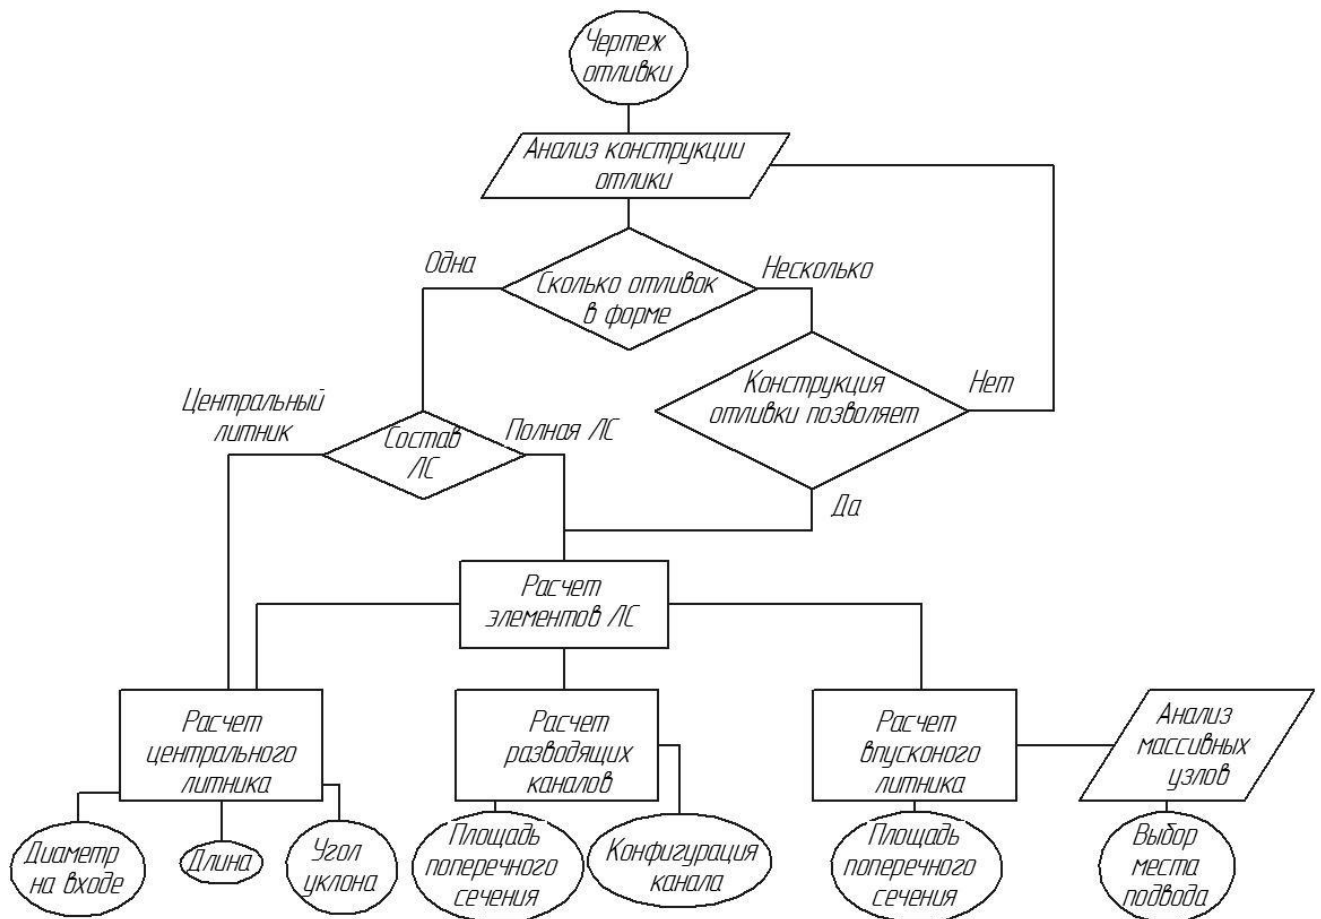 Чертеж
отливки
Анализ конструкции
отлики
Одна
Несколько
Сколько отливок
в форме
Центральный
литник
Состав
ЛС
Полная ЛС
Конструкция
отливки позволяет
Нет
Да
Расчет
элементов ЛС
Расчет
центрального
литника
Расчет
разводящих
каналов
Расчет
впусконого
литника
Анализ
массивных
узлов
Диаметр
на входе
Длина
Угол
уклона
Площадь
поперечного
сечения
Конфигурация
канала
Площадь
поперечного
сечения
Выбор
места
подвода